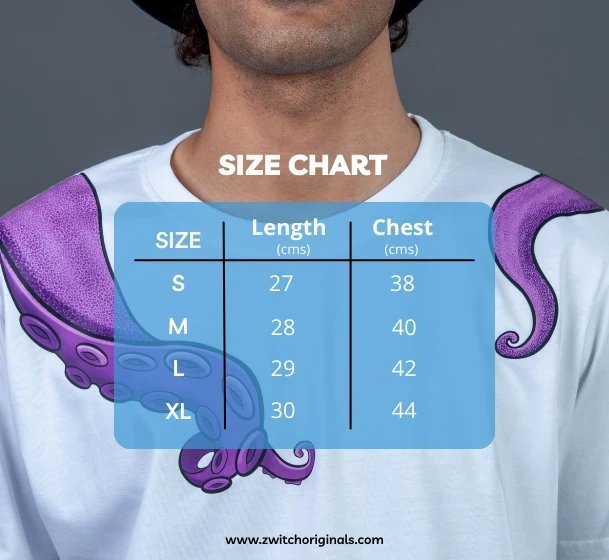 SIZE CHART
SIZE Length (cms) Chest (cms)
S 27 38
M 28 40
L 29 42
XL 30 44
www.zwitchoriginals.com